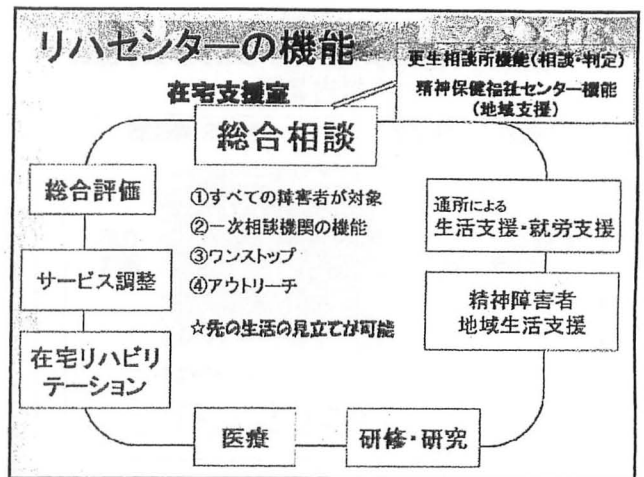 リハセンターの機能
更生相談所機能(相談・判定)
精神保健福祉センター機能
(地域支援)
在宅支援室
総合相談
総合評価
サービス調整
在宅リハビリ
テーション
①すべての障害者が対象
②一次相談機関の機能
③ワンストップ
④アウトリーチ
☆先の生活の見立てが可能
通所による
生活支援・就労支援
精神障害者
地域生活支援
医療
研修・研究